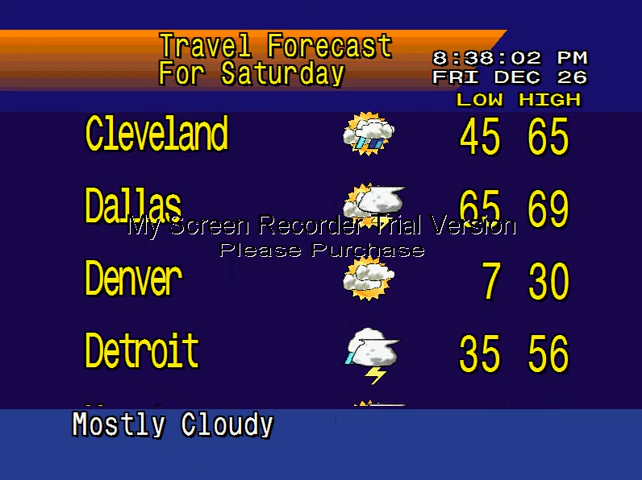 Travel Forecast
For Saturday
8:38:02 PM
FRI DEC 26
LOW HIGH
Cleveland 45 65
Dallas 65 69
My Screen Recorder Trial Version
Please Purchase
Denver 7 30
Detroit 35 56
Mostly Cloudy